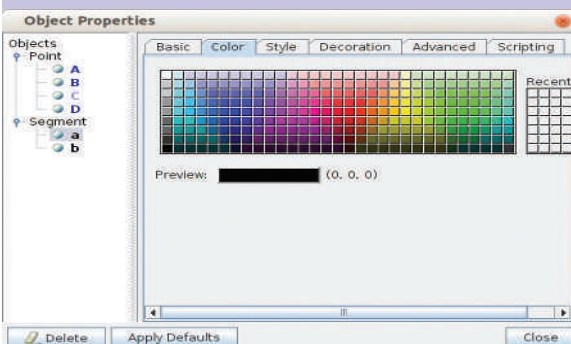 Object Properties
Objects
Point
A
B
C
D
Segment
a
b
Basic Color Style Decoration Advanced Scripting
Recent
Preview: (0, 0, 0)
Delete Apply Defaults Close